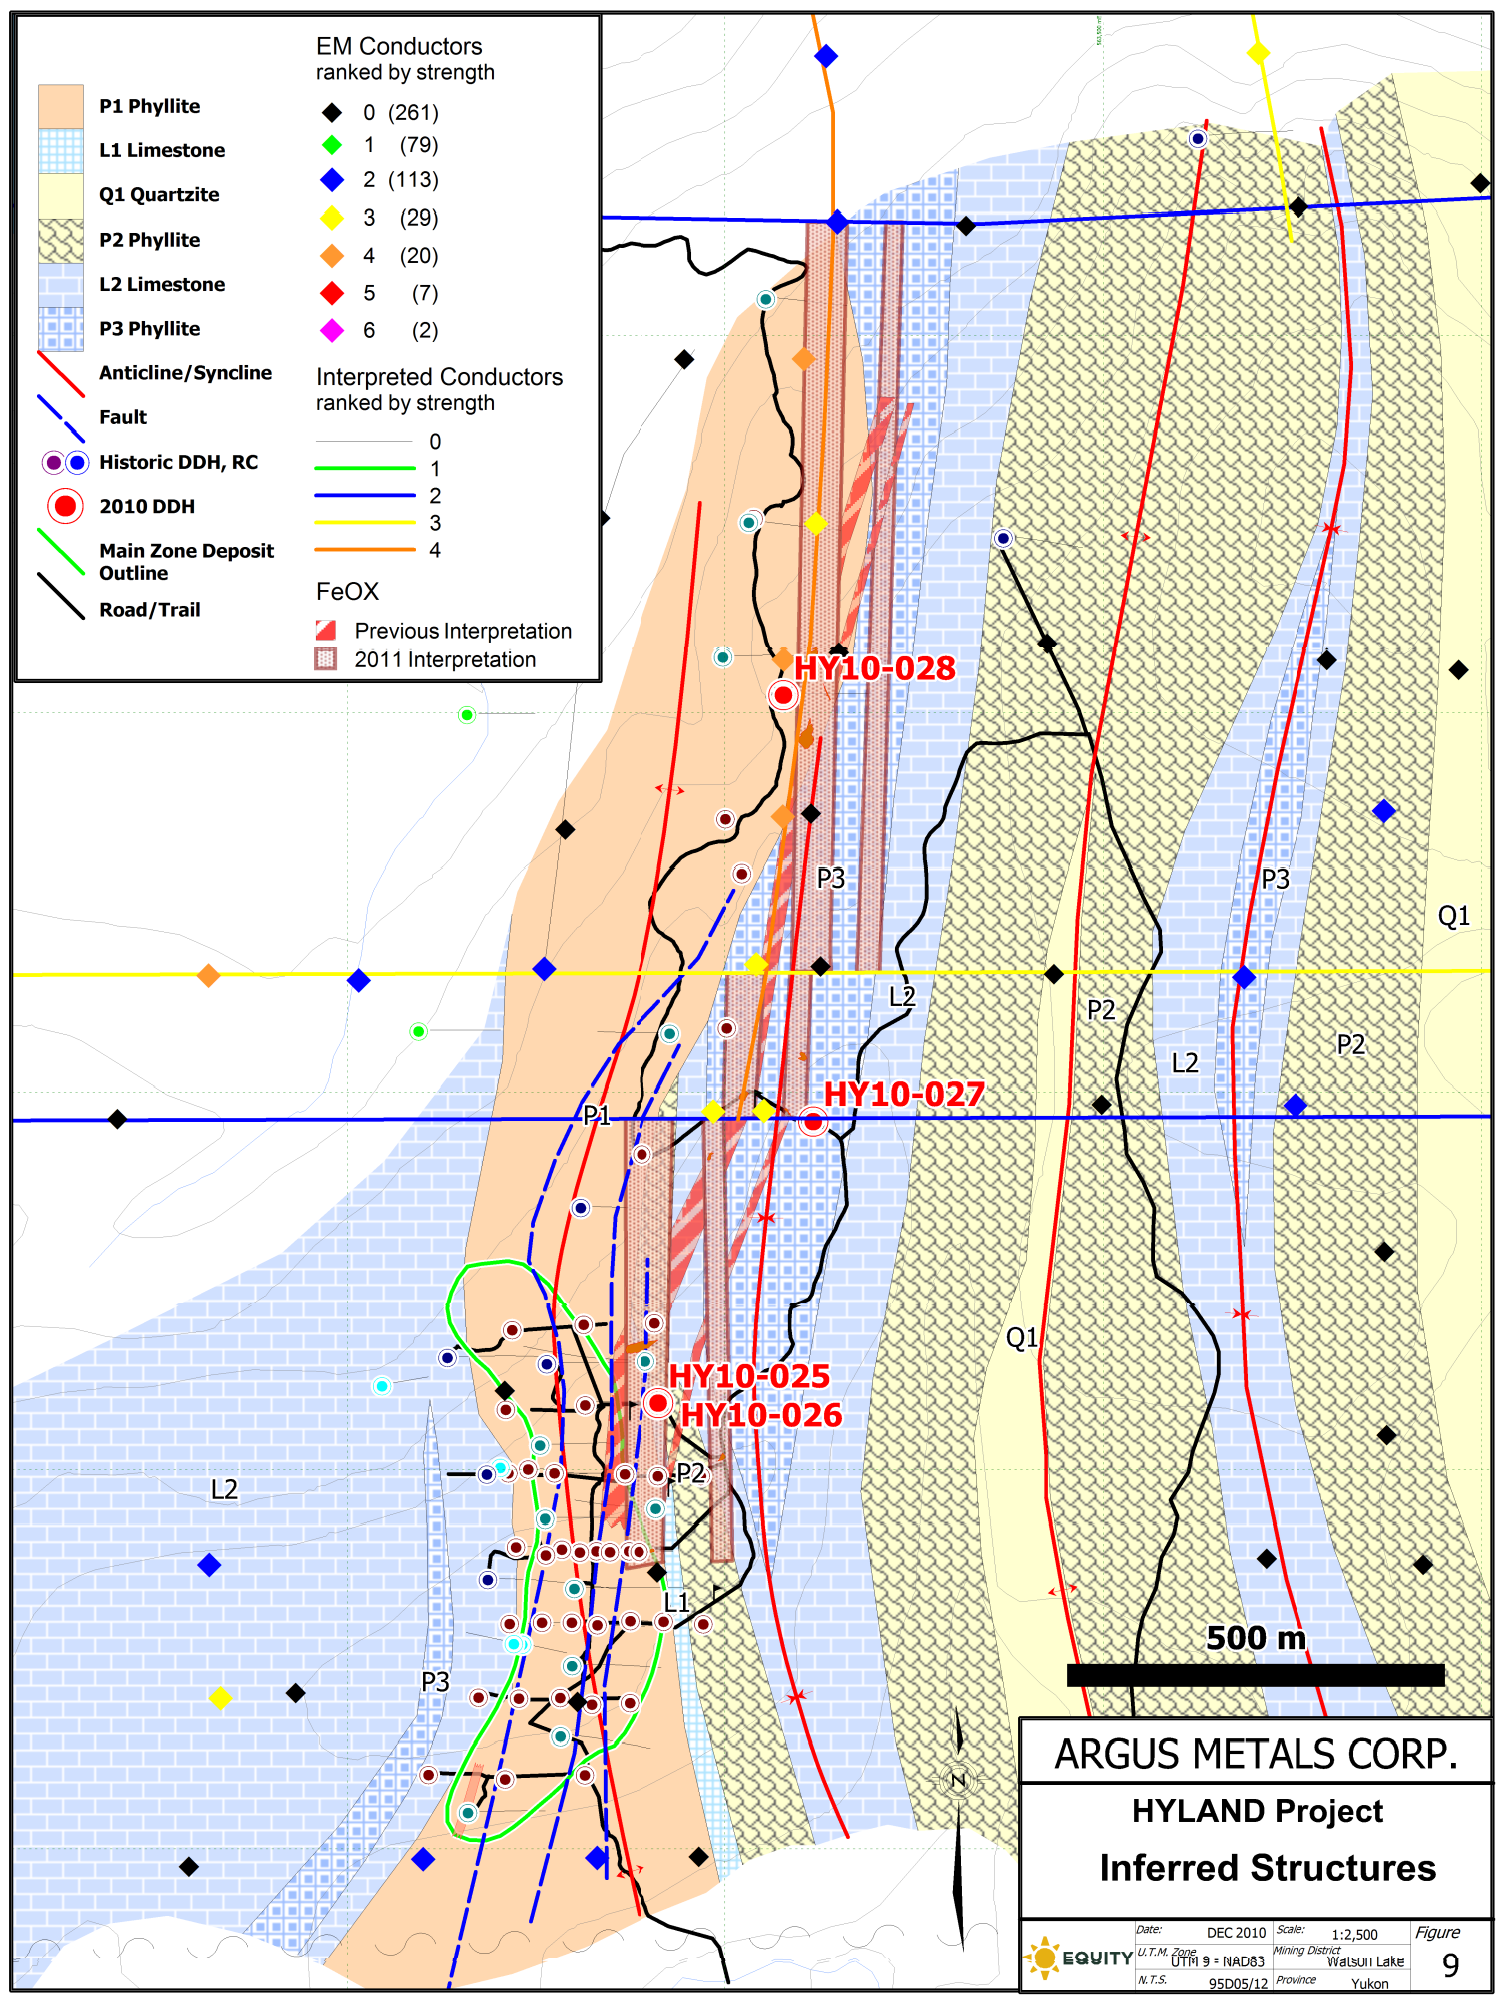 EM Conductors
ranked by strength
P1 Phyllite
L1 Limestone
Q1 Quartzite
P2 Phyllite
L2 Limestone
P3 Phyllite
Anticline/Syncline
Fault
Historic DDH, RC
2010 DDH
Main Zone Deposit
Outline
Road/Trail
0 (261)
1 (79)
2 (113)
3 (29)
4 (20)
5 (7)
6 (2)
Interpreted Conductors
ranked by strength
0
1
2
3
4
FeOX
Previous Interpretation
2011 Interpretation
HY10-028
P3
P3
Q1
L2
P2
P2
L2
HY10-027
P1
Q1
HY10-025
HY10-026
P2
L2
L1
P3
500 m
N
ARGUS METALS CORP.
HYLAND Project
Inferred Structures
EQUITY
Date: DEC 2010
Scale: 1:2,500
Figure
9
U.T.M. Zone
UTM 9 - NAD83
Mining District
Watson Lake
N.T.S. 95D05/12
Province Yukon